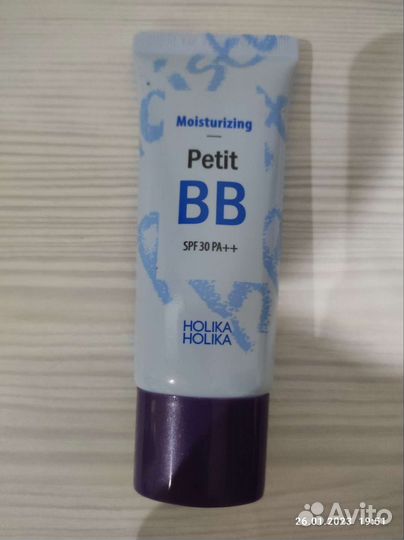 Moisturizing
Petit
BB
SPF 30 PA++
HOLIKA
HOLIKA
26.01.2023 19:51
Avito